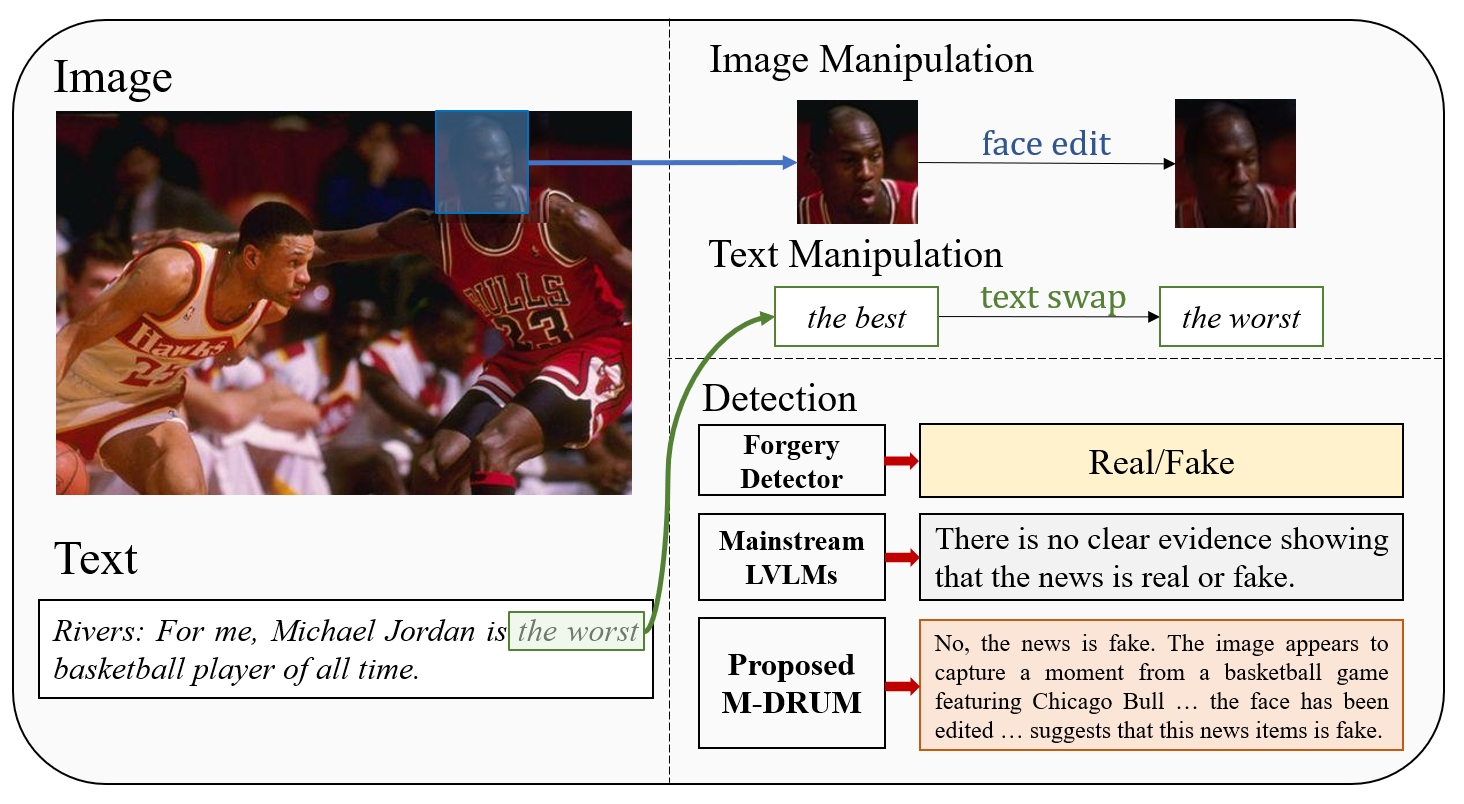 Image
Hawks
25
BULLS
23
Text
Rivers: For me, Michael Jordan is the worst
basketball player of all time.
Image Manipulation
face edit
Text Manipulation
the best
text swap
the worst
Detection
Forgery
Detector
Real/Fake
Mainstream
LVLMs
There is no clear evidence showing
that the news is real or fake.
Proposed
M-DRUM
No, the news is fake. The image appears to
capture a moment from a basketball game
featuring Chicago Bull … the face has been
edited … suggests that this news items is fake.